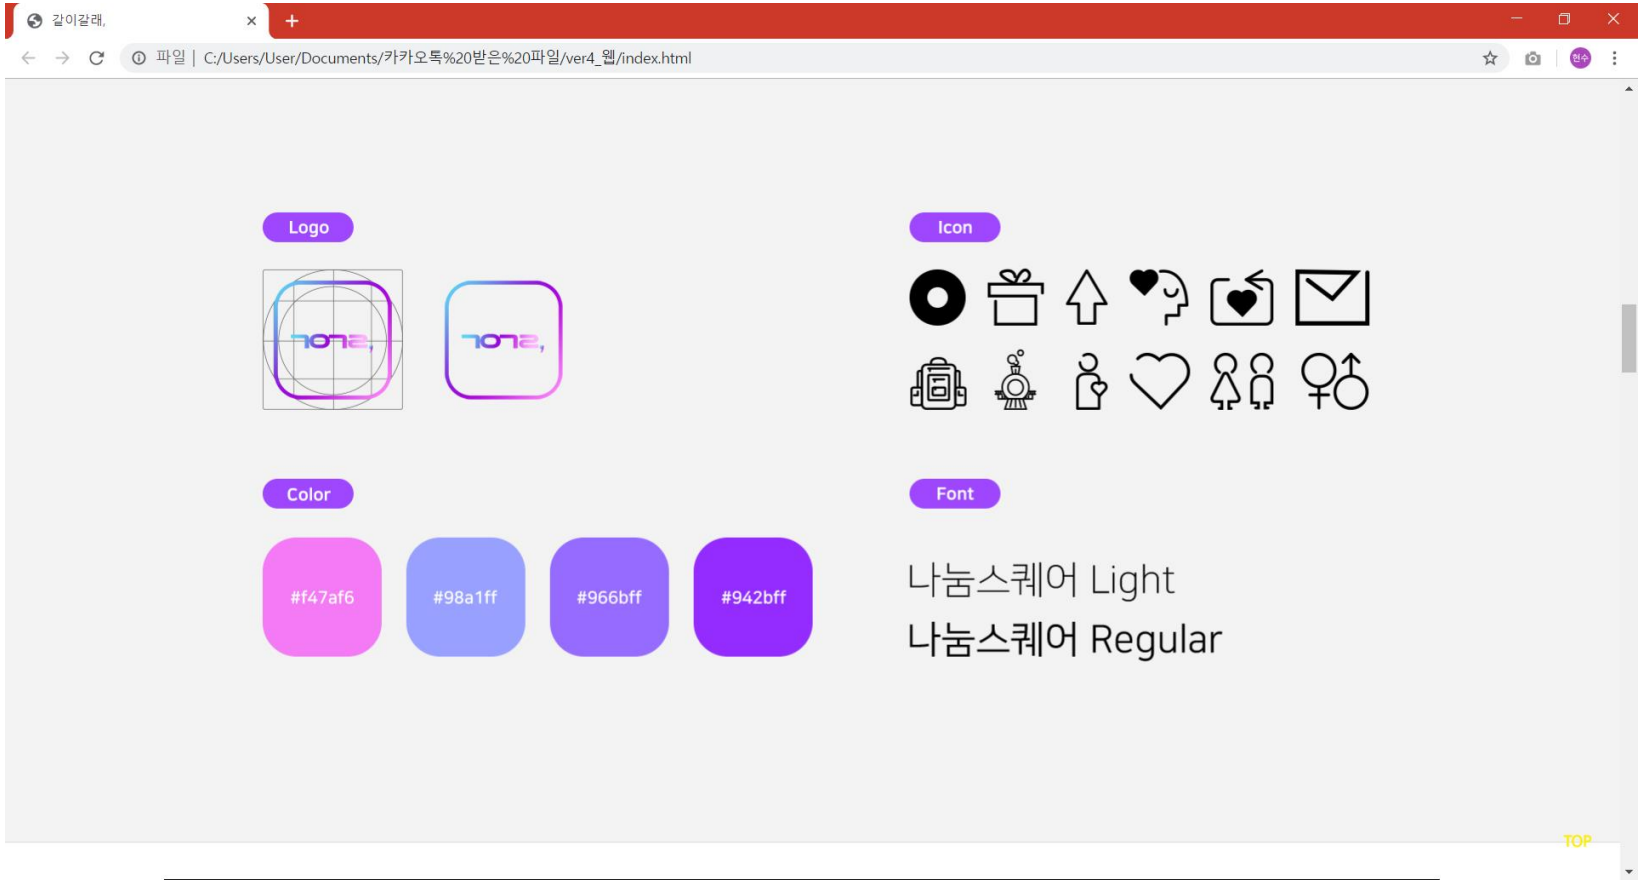 같이갈래,
파일 | C:/Users/User/Documents/카카오톡%20받은%20파일/ver4_웹/index.html
현수
Logo
Icon
Color
Font
#f47af6
#98a1ff
#966bff
#942bff
나눔스퀘어 Light
나눔스퀘어 Regular
TOP